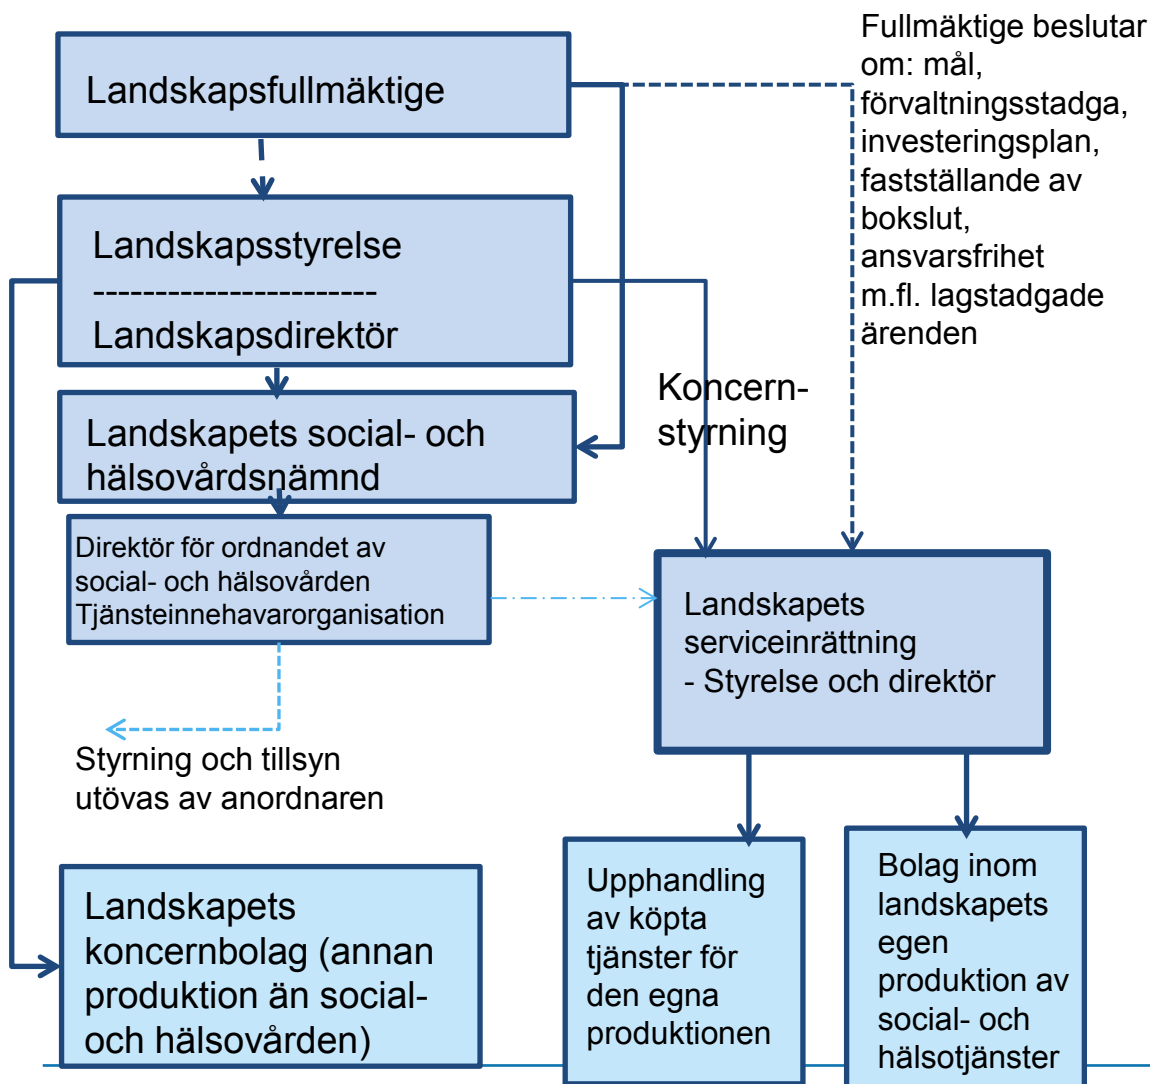 Landskapsfullmäktige
Fullmäktige beslutar
om: mål,
förvaltningsstadga,
investeringsplan,
fastställande av
bokslut,
ansvarsfrihet
m.fl. lagstadgade
ärenden
Landskapsstyrelse
-----------------------
Landskapsdirektör
Koncern-
styrning
Landskapets social- och
hälsovårdsnämnd
Direktör för ordnandet av
social- och hälsovården
Tjänsteinnehavarorganisation
Landskapets
serviceinrättning
- Styrelse och direktör
Styrning och tillsyn
utövas av anordnaren
Landskapets
koncernbolag (annan
produktion än social-
och hälsovården)
Upphandling
av köpta
tjänster för
den egna
produktionen
Bolag inom
landskapets
egen
produktion av
social- och
hälsotjänster